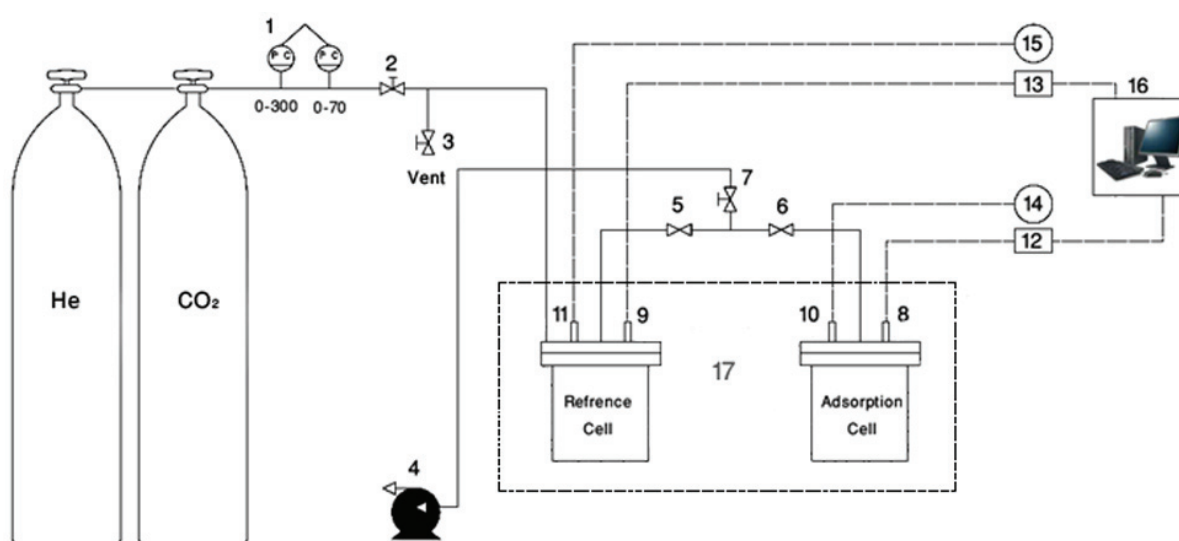 1
P C
P C
2
0-300
0-70
3
Vent
15
13
16
7
5
6
14
12
He
CO₂
11
9
10
8
17
Refrence
Cell
Adsorption
Cell
4